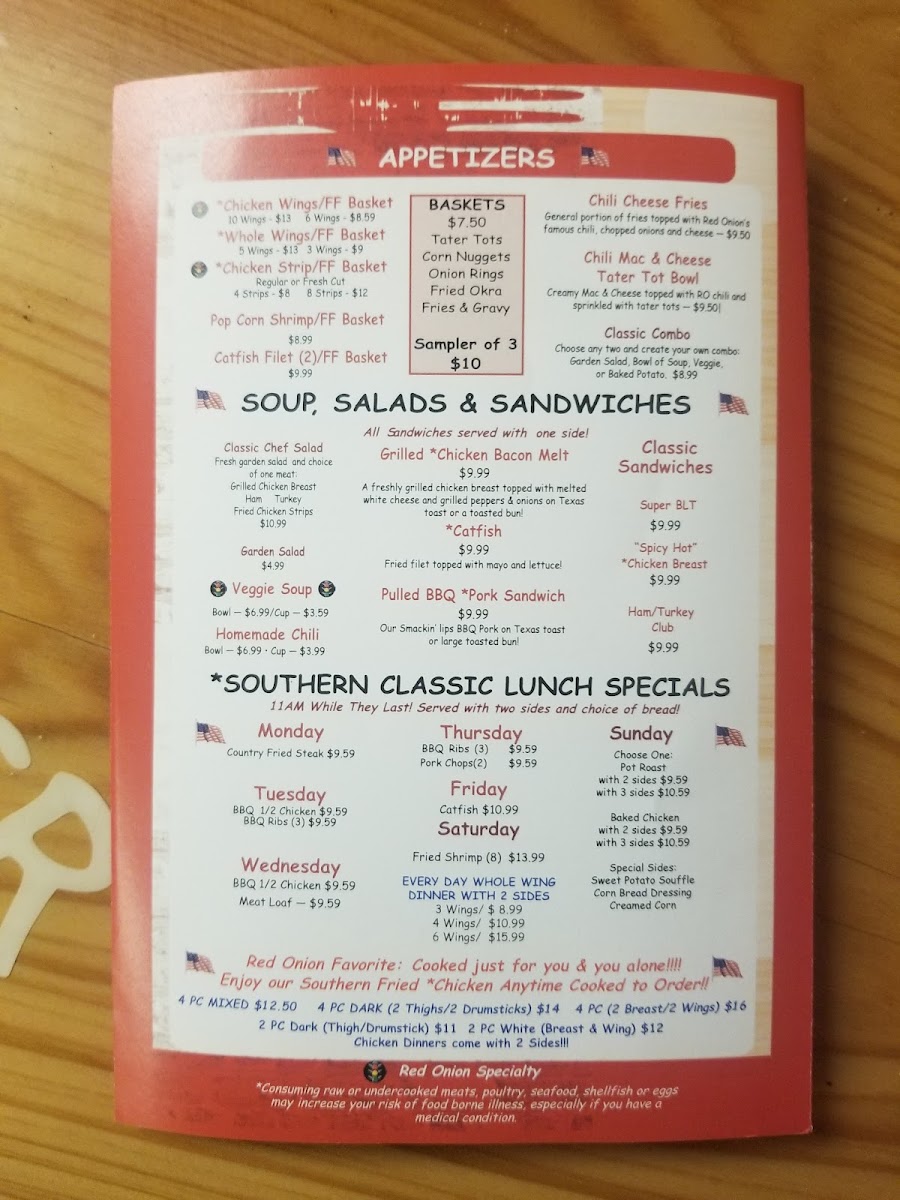 APPETIZERS
*Chicken Wings/FF Basket
10 Wings - $13 6 Wings - $8.59
*Whole Wings/FF Basket
5 Wings - $13 3 Wings - $9
*Chicken Strip/FF Basket
Regular or Fresh Cut
4 Strips - $8 8 Strips - $12
Pop Corn Shrimp/FF Basket
$8.99
Catfish Filet (2)/FF Basket
$9.99
BASKETS
$7.50
Tater Tots
Corn Nuggets
Onion Rings
Fried Okra
Fries & Gravy
Sampler of 3
$10
Chili Cheese Fries
General portion of fries topped with Red Onion's
famous chili, chopped onions and cheese — $9.50
Chili Mac & Cheese
Tater Tot Bowl
Creamy Mac & Cheese topped with RO chili and
sprinkled with tater tots — $9.50|
Classic Combo
Choose any two and create your own combo:
Garden Salad, Bowl of Soup, Veggie,
or Baked Potato. $8.99
SOUP, SALADS & SANDWICHES
All Sandwiches served with one side!
Classic Chef Salad
Fresh garden salad and choice
of one meat:
Grilled Chicken Breast
Ham Turkey
Fried Chicken Strips
$10.99
Garden Salad
$4.99
Veggie Soup
Bowl — $6.99/Cup — $3.59
Homemade Chili
Bowl — $6.99 · Cup — $3.99
Grilled *Chicken Bacon Melt
$9.99
A freshly grilled chicken breast topped with melted
white cheese and grilled peppers & onions on Texas
toast or a toasted bun!
*Catfish
$9.99
Fried filet topped with mayo and lettuce!
Pulled BBQ *Pork Sandwich
$9.99
Our Smackin' lips BBQ Pork on Texas toast
or large toasted bun!
Classic
Sandwiches
Super BLT
$9.99
"Spicy Hot"
*Chicken Breast
$9.99
Ham/Turkey
Club
$9.99
*SOUTHERN CLASSIC LUNCH SPECIALS
11AM While They Last! Served with two sides and choice of bread!
Monday
Country Fried Steak $9.59
Tuesday
BBQ 1/2 Chicken $9.59
BBQ Ribs (3) $9.59
Wednesday
BBQ 1/2 Chicken $9.59
Meat Loaf — $9.59
Thursday
BBQ Ribs (3) $9.59
Pork Chops(2) $9.59
Friday
Catfish $10.99
Saturday
Fried Shrimp (8) $13.99
EVERY DAY WHOLE WING
DINNER WITH 2 SIDES
3 Wings/ $ 8.99
4 Wings/ $10.99
6 Wings/ $15.99
Sunday
Choose One:
Pot Roast
with 2 sides $9.59
with 3 sides $10.59
Baked Chicken
with 2 sides $9.59
with 3 sides $10.59
Special Sides:
Sweet Potato Souffle
Corn Bread Dressing
Creamed Corn
Red Onion Favorite: Cooked just for you & you alone!!!!
Enjoy our Southern Fried *Chicken Anytime Cooked to Order!!
4 PC MIXED $12.50 4 PC DARK (2 Thighs/2 Drumsticks) $14 4 PC (2 Breast/2 Wings) $16
2 PC Dark (Thigh/Drumstick) $11 2 PC White (Breast & Wing) $12
Chicken Dinners come with 2 Sides!!!
Red Onion Specialty
*Consuming raw or undercooked meats, poultry, seafood, shellfish or eggs
may increase your risk of food borne illness, especially if you have a
medical condition.